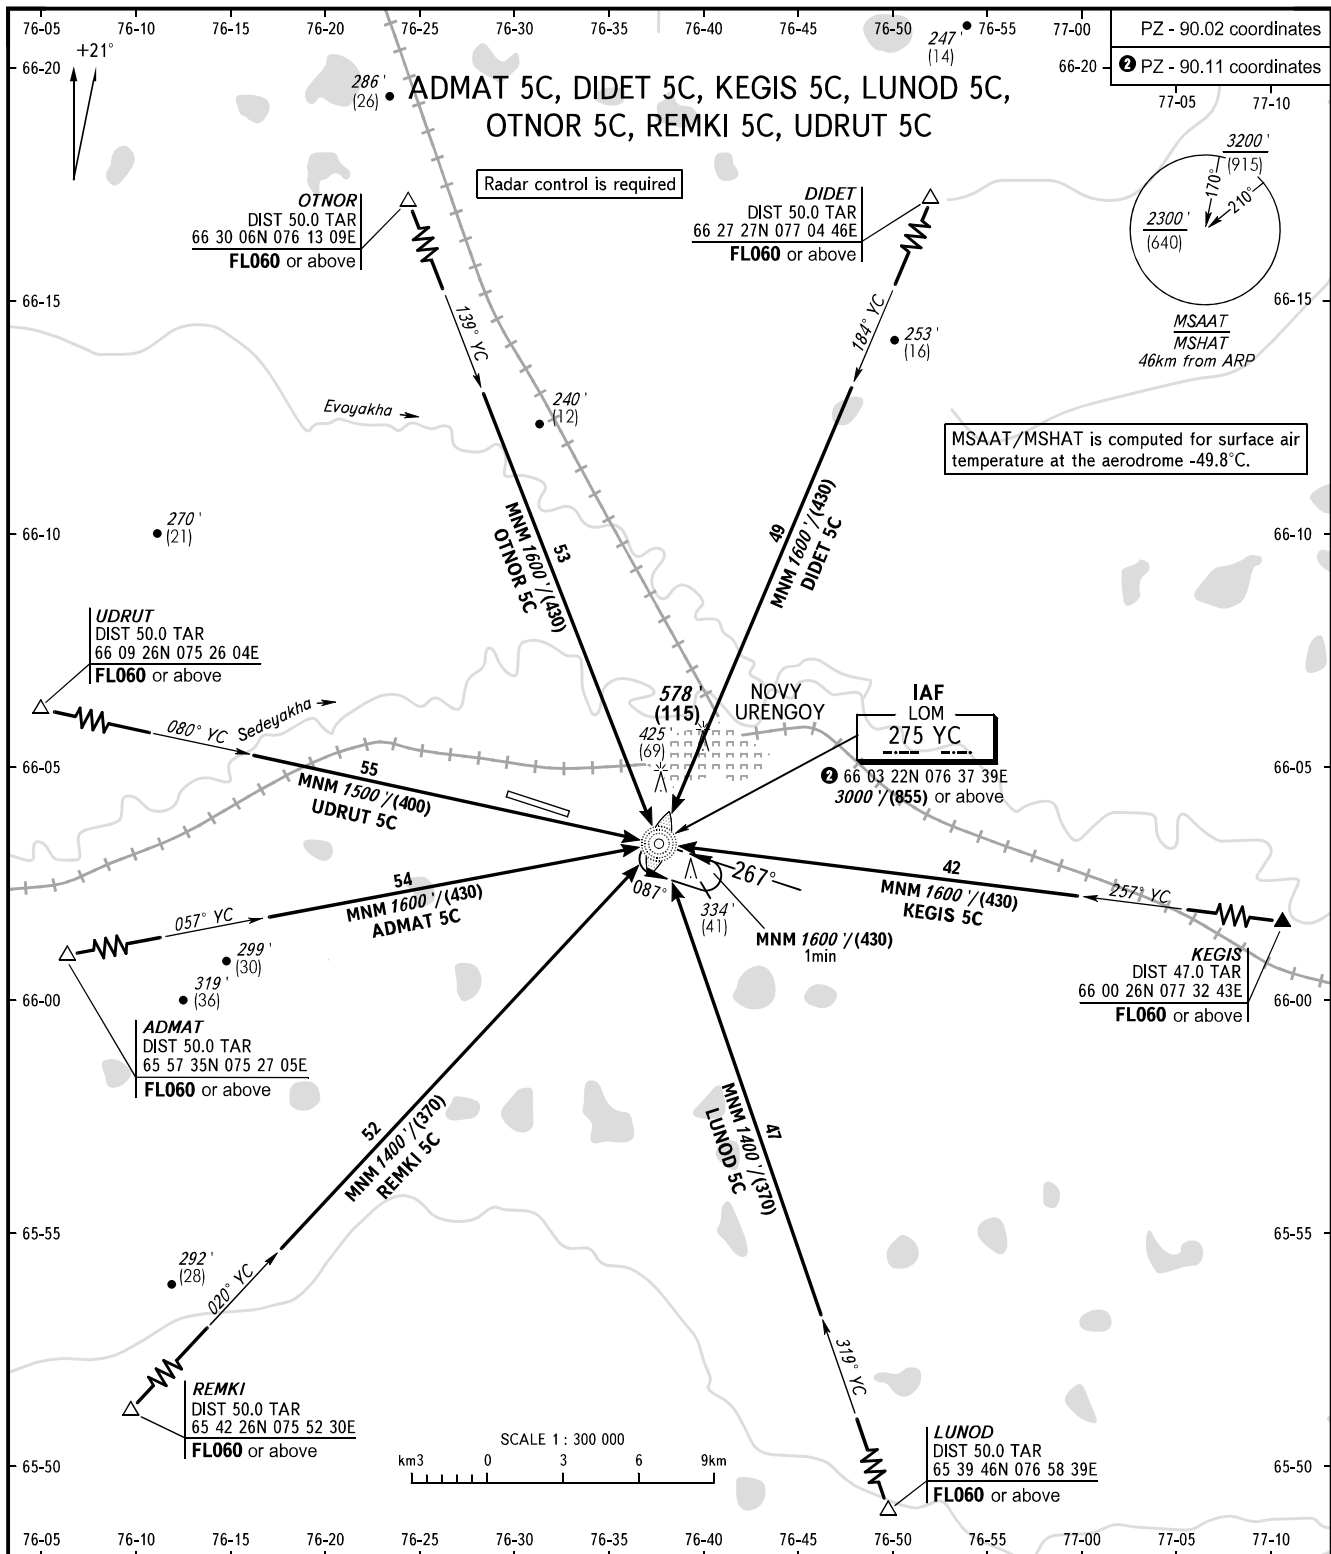 76-05 76-10 76-15 76-20 76-25 76-30 76-35 76-40 76-45 76-50 76-55 77-00
PZ - 90.02 coordinates
❷ PZ - 90.11 coordinates
77-05 77-10
66-20
66-20
+21°
286'
(26)
247'
(14)
ADMAT 5C, DIDET 5C, KEGIS 5C, LUNOD 5C,
OTNOR 5C, REMKI 5C, UDRUT 5C
Radar control is required
3200'
(915)
170°
210°
2300'
(640)
MSAAT
MSHAT
46km from ARP
OTNOR
DIST 50.0 TAR
66 30 06N 076 13 09E
FL060 or above
DIDET
DIST 50.0 TAR
66 27 27N 077 04 46E
FL060 or above
66-15
66-15
139° YC
184° YC
253'
(16)
Evoyakha
240'
(12)
MSAAT/MSHAT is computed for surface air
temperature at the aerodrome -49.8°C.
270'
(21)
66-10
66-10
53
MNM 1600'/(430)
OTNOR 5C
49
MNM 1600'/(430)
DIDET 5C
UDRUT
DIST 50.0 TAR
66 09 26N 075 26 04E
FL060 or above
080° YC
Sedeyakha
578'
(115)
425'
(69)
NOVY
URENGOY
IAF
LOM
275 YC
❷ 66 03 22N 076 37 39E
3000'/(855) or above
66-05
66-05
55
MNM 1500'/(400)
UDRUT 5C
54
MNM 1600'/(430)
ADMAT 5C
057° YC
087°
267°
334'
(41)
MNM 1600'/(430)
1min
42
MNM 1600'/(430)
KEGIS 5C
257° YC
299'
(30)
319'
(36)
KEGIS
DIST 47.0 TAR
66 00 26N 077 32 43E
FL060 or above
66-00
66-00
ADMAT
DIST 50.0 TAR
65 57 35N 075 27 05E
FL060 or above
52
MNM 1400'/(370)
REMKI 5C
47
MNM 1400'/(370)
LUNOD 5C
65-55
65-55
292'
(28)
020° YC
319° YC
REMKI
DIST 50.0 TAR
65 42 26N 075 52 30E
FL060 or above
LUNOD
DIST 50.0 TAR
65 39 46N 076 58 39E
FL060 or above
SCALE 1 : 300 000
km3 0 3 6 9km
65-50
65-50
76-05 76-10 76-15 76-20 76-25 76-30 76-35 76-40 76-45 76-50 76-55 77-00 77-05 77-10